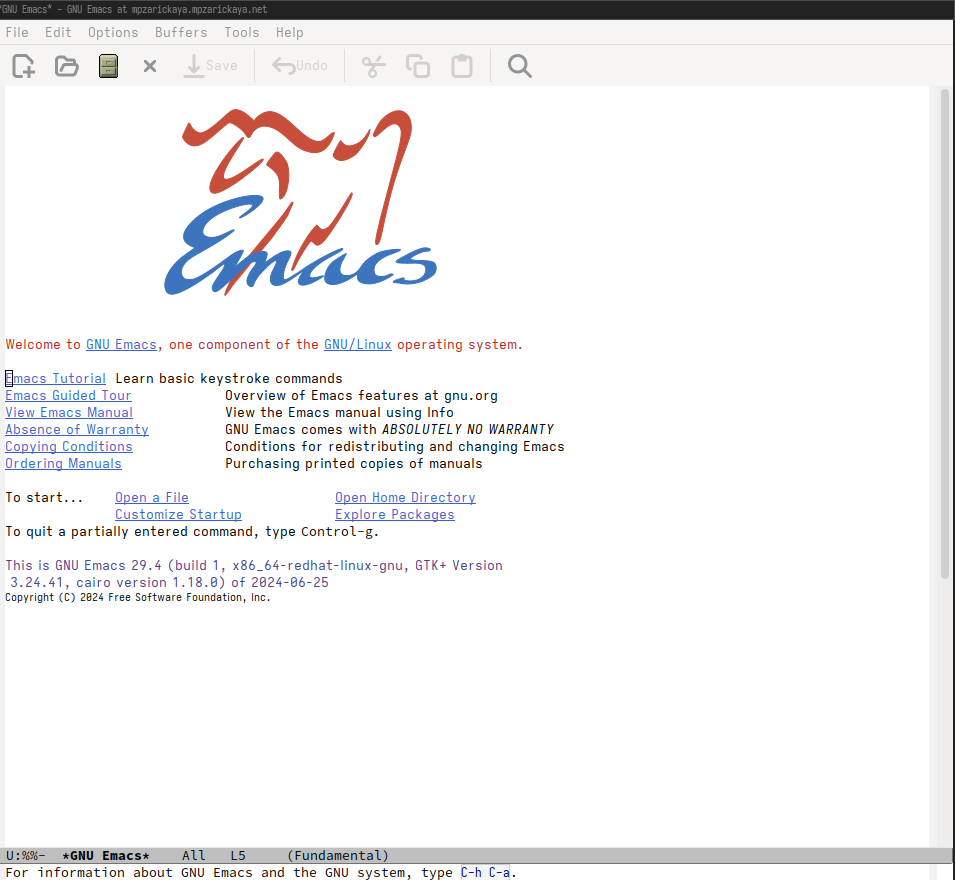 GNU Emacs* - GNU Emacs at mpzarickaya.mpzarickaya.net
File Edit Options Buffers Tools Help
Save Undo
Emacs
Welcome to GNU Emacs, one component of the GNU/Linux operating system.
Emacs Tutorial Learn basic keystroke commands
Emacs Guided Tour Overview of Emacs features at gnu.org
View Emacs Manual View the Emacs manual using Info
Absence of Warranty GNU Emacs comes with ABSOLUTELY NO WARRANTY
Copying Conditions Conditions for redistributing and changing Emacs
Ordering Manuals Purchasing printed copies of manuals
To start... Open a File Open Home Directory
Customize Startup Explore Packages
To quit a partially entered command, type Control-g.
This is GNU Emacs 29.4 (build 1, x86_64-redhat-linux-gnu, GTK+ Version
3.24.41, cairo version 1.18.0) of 2024-06-25
Copyright (C) 2024 Free Software Foundation, Inc.
U:%%- *GNU Emacs* All L5 (Fundamental)
For information about GNU Emacs and the GNU system, type C-h C-a.